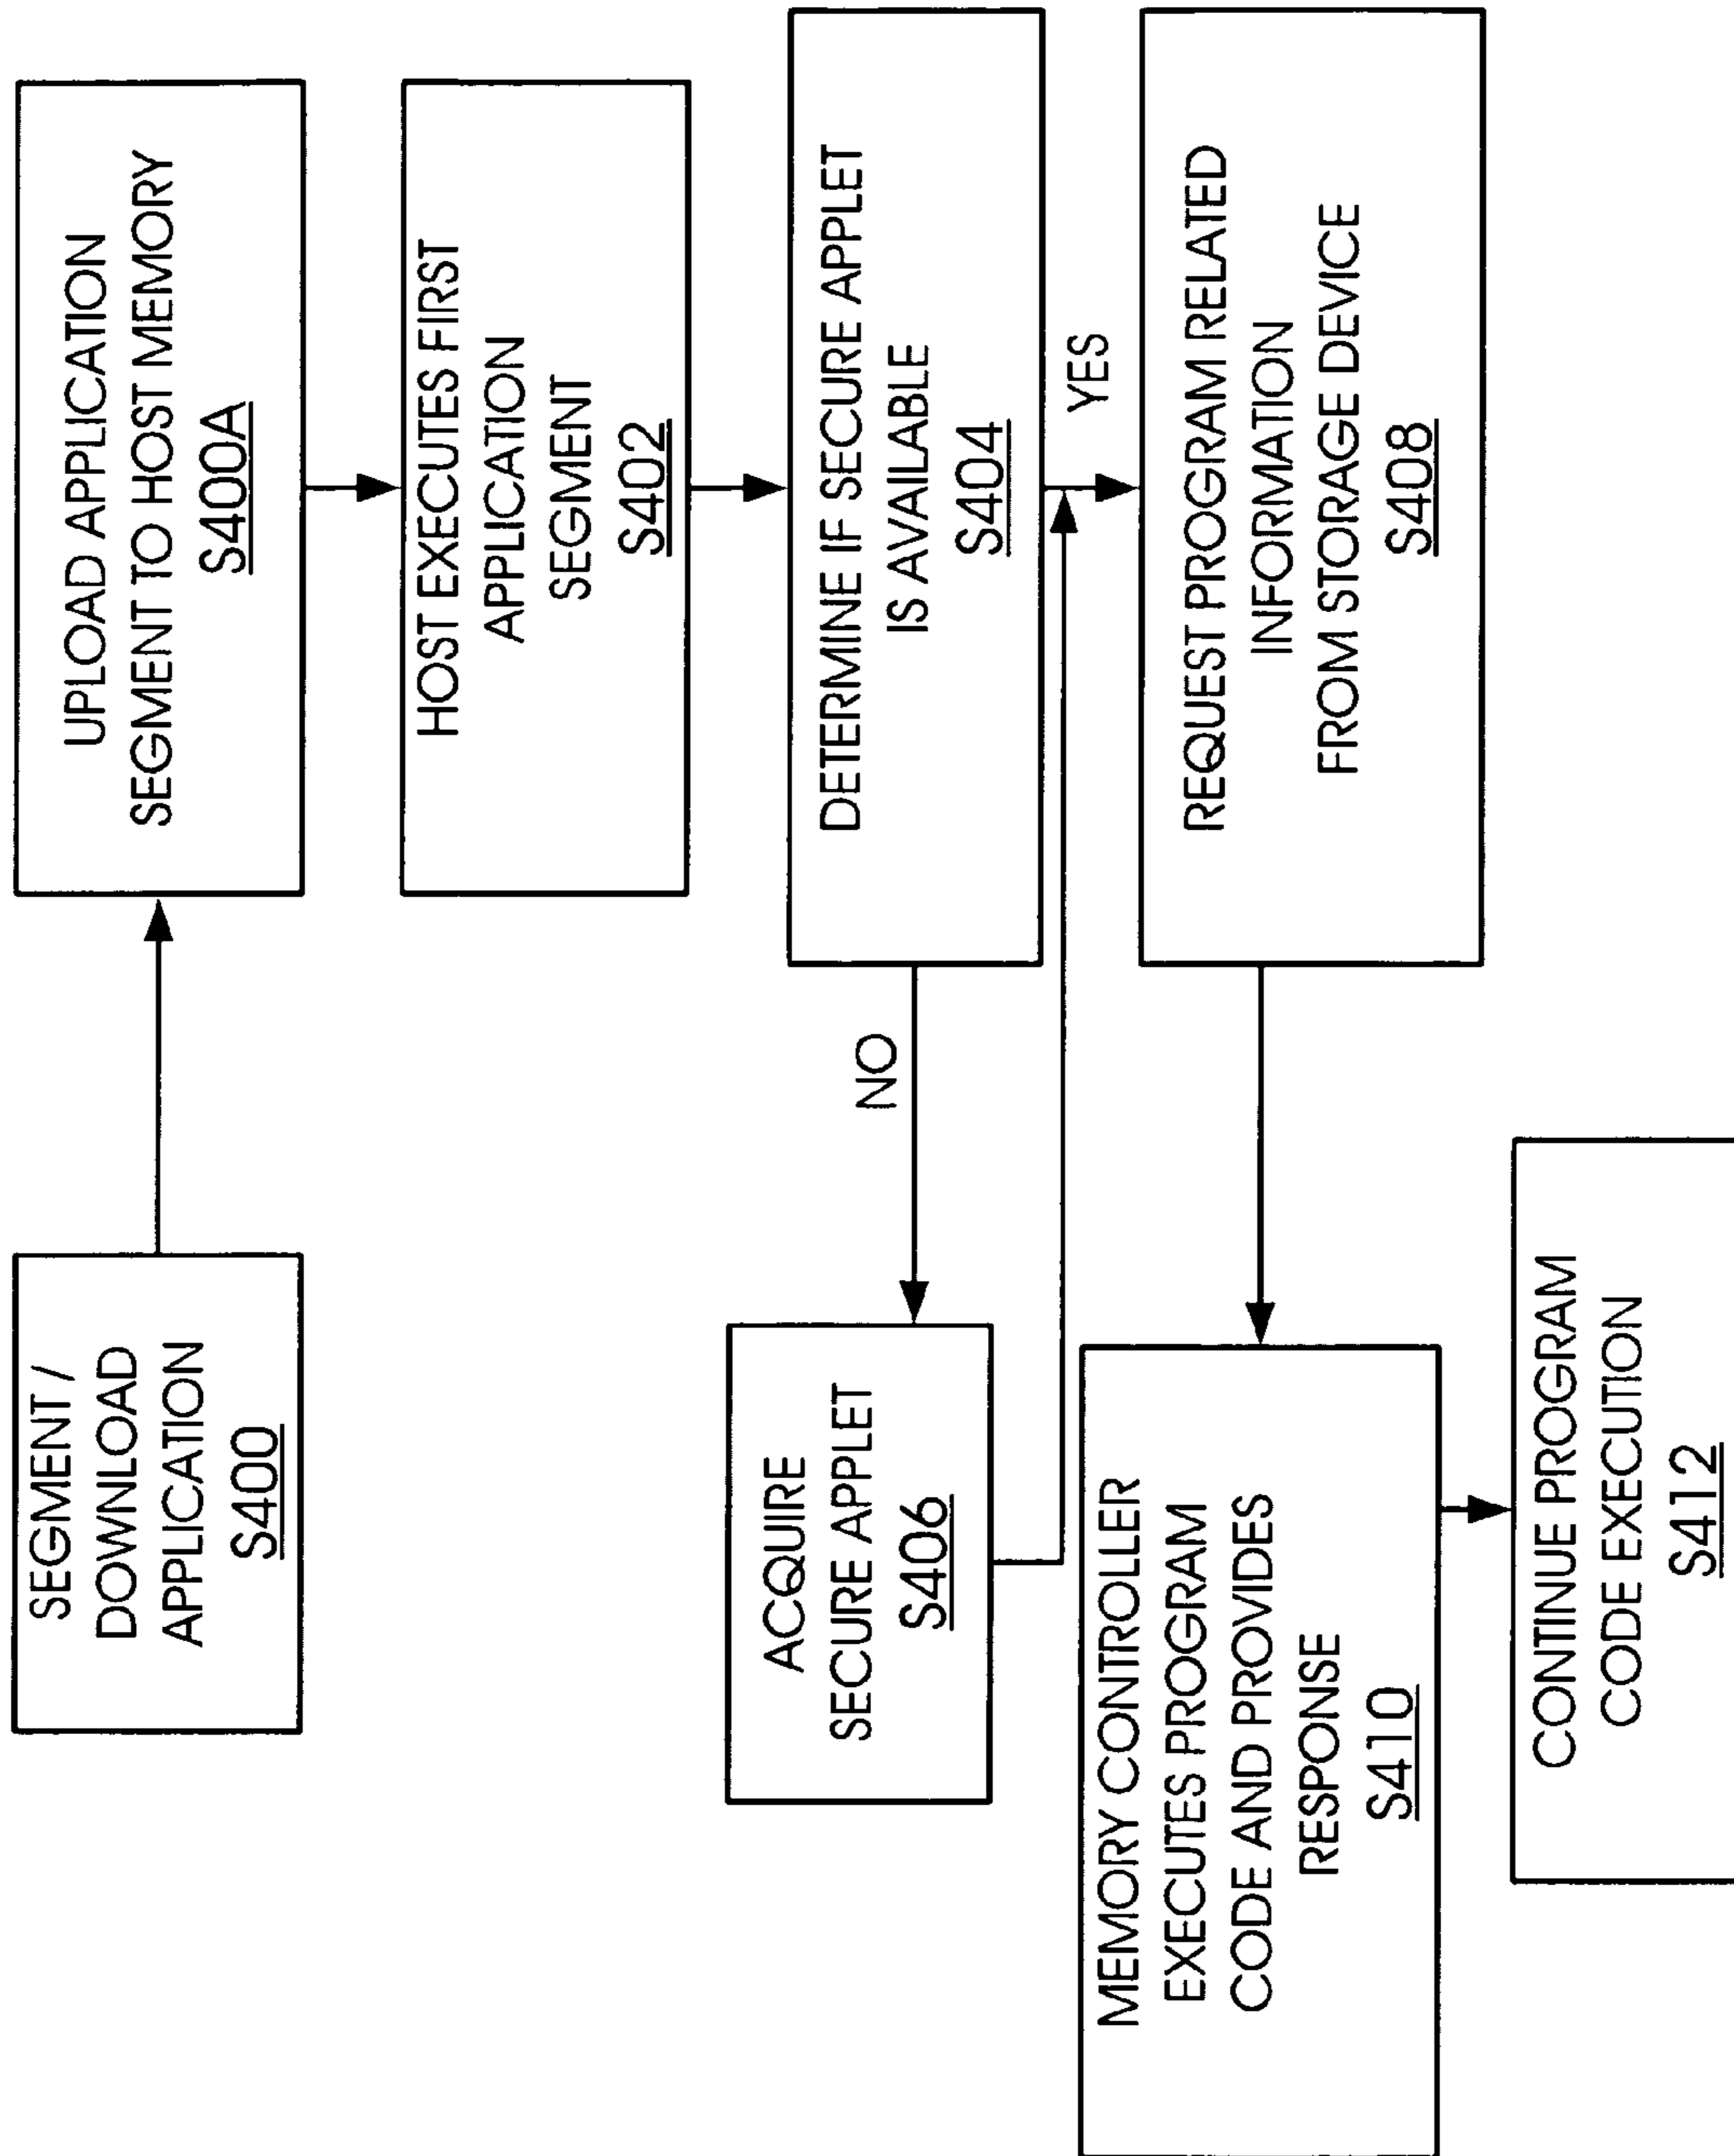 SEGMENT /
DOWNLOAD
APPLICATION
S400
UPLOAD APPLICATION
SEGMENT TO HOST MEMORY
S400A
HOST EXECUTES FIRST
APPLICATION
SEGMENT
S402
DETERMINE IF SECURE APPLET
IS AVAILABLE
S404
NO
YES
ACQUIRE
SECURE APPLET
S406
REQUEST PROGRAM RELATED
INFORMATION
FROM STORAGE DEVICE
S408
MEMORY CONTROLLER
EXECUTES PROGRAM
CODE AND PROVIDES
RESPONSE
S410
CONTINUE PROGRAM
CODE EXECUTION
S412